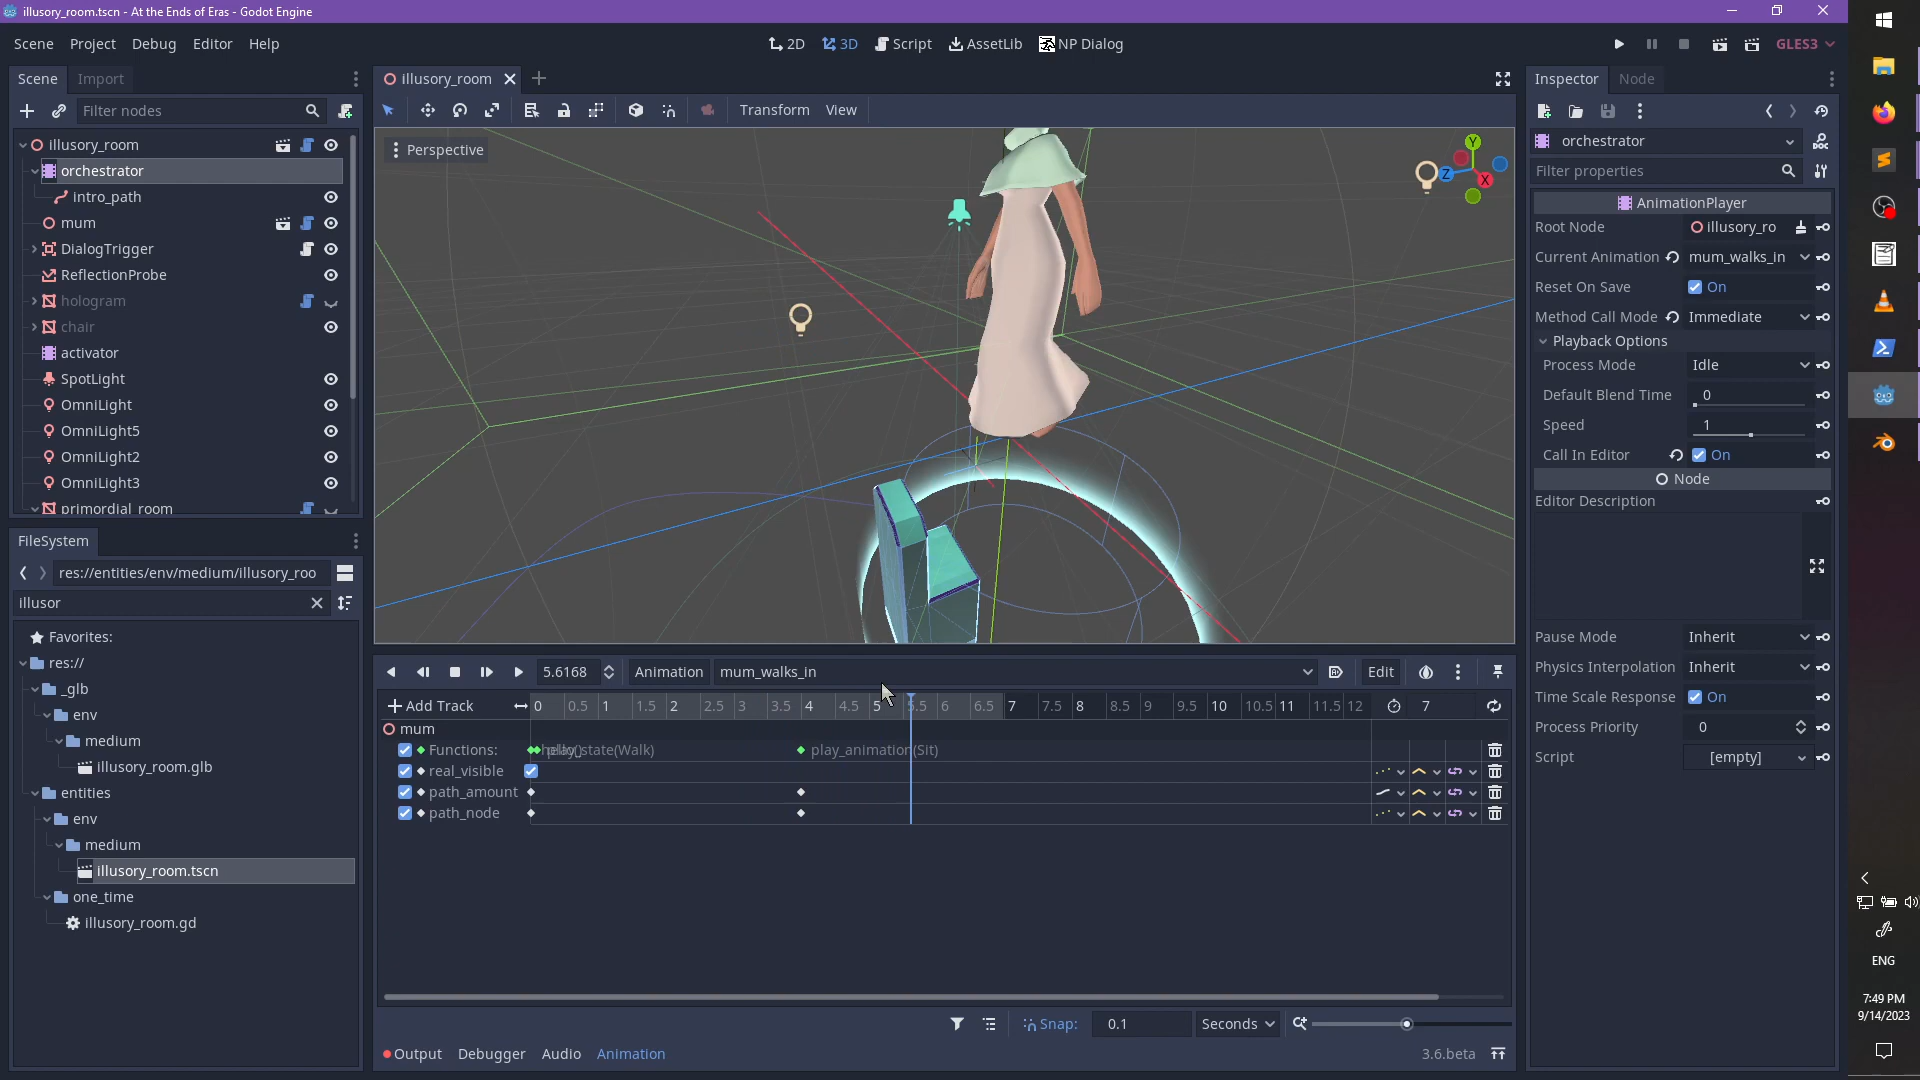 illusory_room.tscn - At the Ends of Eras - Godot Engine
Scene Project Debug Editor Help
2D 3D Script AssetLib NP Dialog
GLES3
Scene Import
Filter nodes
illusory_room
orchestrator
intro_path
mum
DialogTrigger
ReflectionProbe
hologram
chair
activator
SpotLight
OmniLight
OmniLight5
OmniLight2
OmniLight3
primordial_room
FileSystem
res://entities/env/medium/illusory_roo
illusor
Favorites:
res://
_glb
env
medium
illusory_room.glb
entities
env
medium
illusory_room.tscn
one_time
illusory_room.gd
illusory_room
Transform View
Perspective
Y
Z
X
5.6168 Animation mum_walks_in Edit
Add Track 0 0.5 1 1.5 2 2.5 3 3.5 4 4.5 5 5.5 6 6.5 7 7.5 8 8.5 9 9.5 10 10.5 11 11.5 12 7
mum
Functions: play_state(Walk) play_animation(Sit)
real_visible
path_amount
path_node
Snap: 0.1 Seconds
Output Debugger Audio Animation 3.6.beta
Inspector Node
orchestrator
Filter properties
AnimationPlayer
Root Node illusory_ro
Current Animation mum_walks_in
Reset On Save On
Method Call Mode Immediate
Playback Options
Process Mode Idle
Default Blend Time 0
Speed 1
Call In Editor On
Node
Editor Description
Pause Mode Inherit
Physics Interpolation Inherit
Time Scale Response On
Process Priority 0
Script [empty]
ENG
7:49 PM
9/14/2023